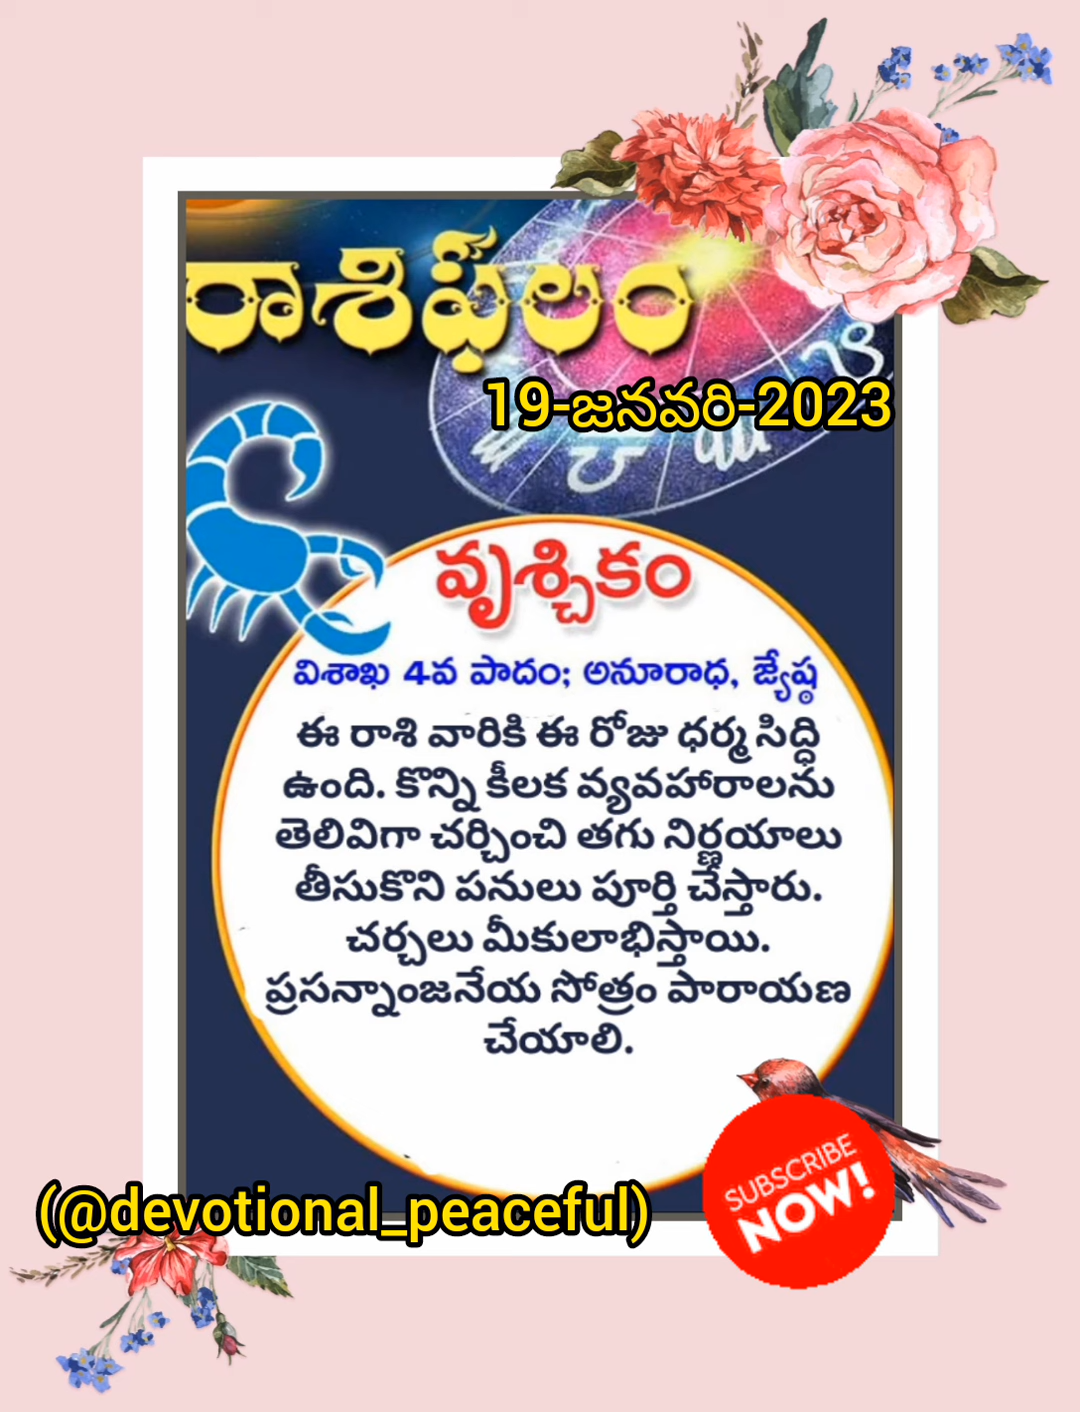 రాశిఫలం
19-జనవరి-2023
వృశ్చికం
విశాఖ 4వ పాదం; అనూరాధ, జ్యేష్ఠ
ఈ రాశి వారికి ఈ రోజు ధర్మ సిద్ధి
ఉంది. కొన్ని కీలక వ్యవహారాలను
తెలివిగా చర్చించి తగు నిర్ణయాలు
తీసుకొని పనులు పూర్తి చేస్తారు.
చర్చలు మీకులాభిస్తాయి.
ప్రసన్నాంజనేయ సోత్రం పారాయణ
చేయాలి.
SUBSCRIBE
NOW!
(@devotional_peaceful)